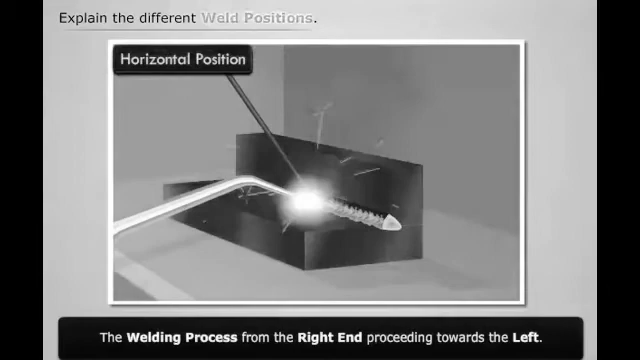 Explain the different Weld Positions.
Horizontal Position
The Welding Process from the Right End proceeding towards the Left.